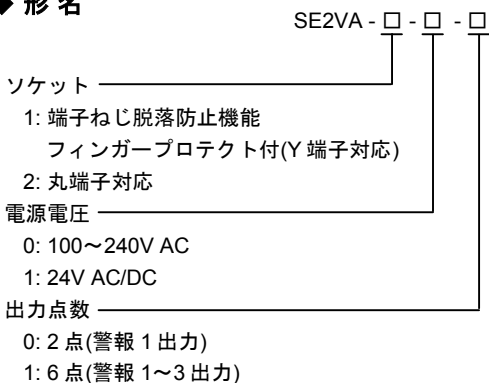 ◆ 形 名
SE2VA - □ - □ - □
ソケット
1: 端子ねじ脱落防止機能
フィンガープロテクト付(Y 端子対応)
2: 丸端子対応
電源電圧
0: 100～240V AC
1: 24V AC/DC
出力点数
0: 2 点(警報 1 出力)
1: 6 点(警報 1～3 出力)